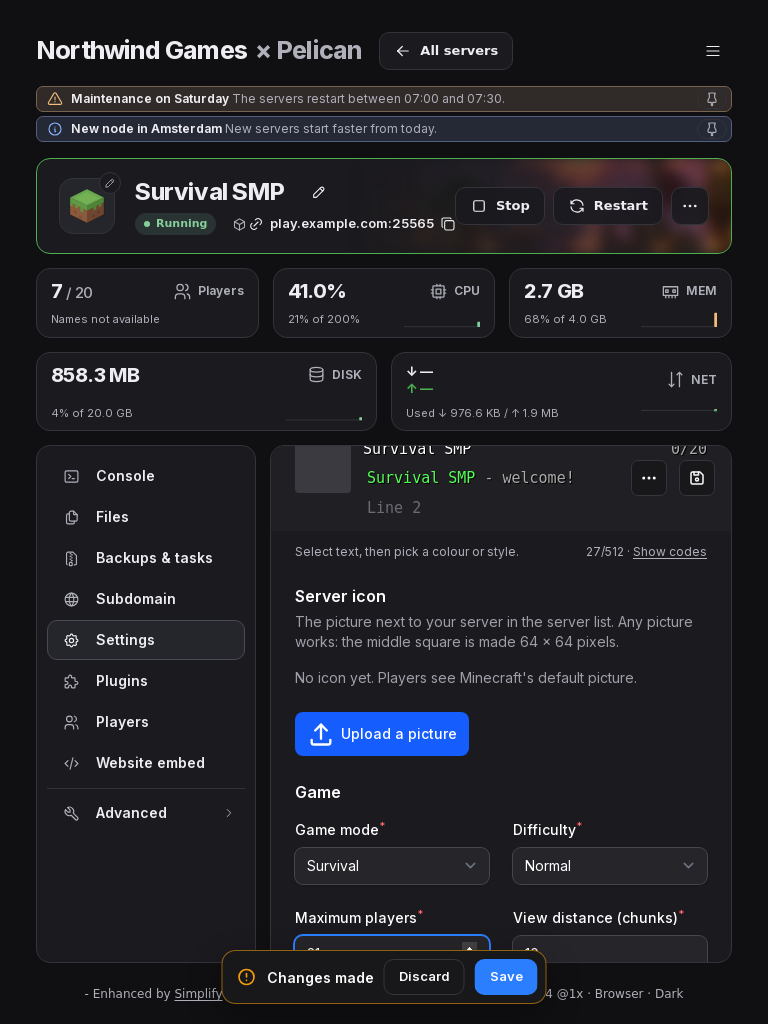 Northwind Games × Pelican
All servers
Maintenance on Saturday The servers restart between 07:00 and 07:30.
New node in Amsterdam New servers start faster from today.
Survival SMP
Running
play.example.com:25565
Stop
Restart
7 / 20
Players
Names not available
41.0%
CPU
21% of 200%
2.7 GB
MEM
68% of 4.0 GB
858.3 MB
DISK
4% of 20.0 GB
↓ —
↑ —
NET
Used ↓ 976.6 KB / ↑ 1.9 MB
Console
Files
Backups & tasks
Subdomain
Settings
Plugins
Players
Website embed
Advanced
Survival SMP
0/20
Survival SMP - welcome!
Line 2
Select text, then pick a colour or style.
27/512 · Show codes
Server icon
The picture next to your server in the server list. Any picture
works: the middle square is made 64 × 64 pixels.
No icon yet. Players see Minecraft's default picture.
Upload a picture
Game
Game mode*
Difficulty*
Survival
Normal
Maximum players*
View distance (chunks)*
Changes made
Discard
Save
- Enhanced by Simplify
4 @1x · Browser · Dark